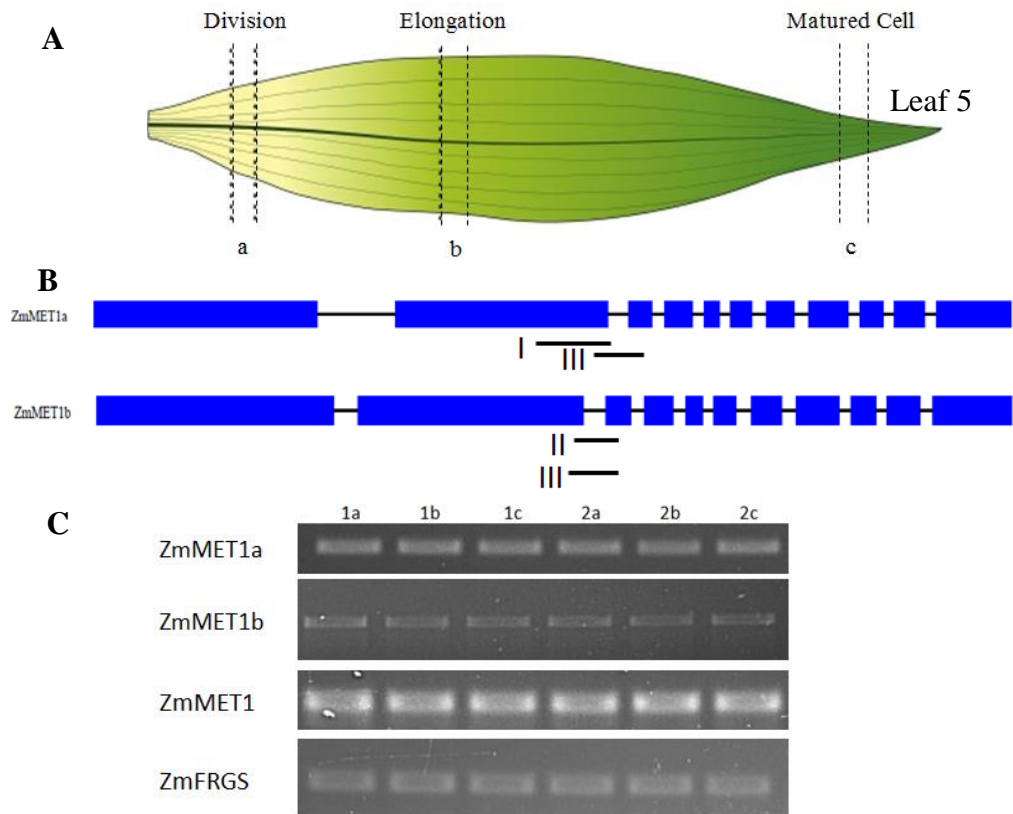 A
Division
Elongation
Matured Cell
Leaf 5
a
b
c
B
ZmMET1a
I
III
ZmMET1b
II
III
C
1a 1b 1c 2a 2b 2c
ZmMET1a
ZmMET1b
ZmMET1
ZmFRGS